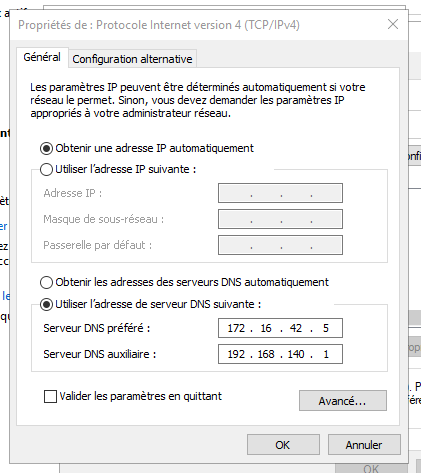 Propriétés de : Protocole Internet version 4 (TCP/IPv4)
Général
Configuration alternative
Les paramètres IP peuvent être déterminés automatiquement si votre
réseau le permet. Sinon, vous devez demander les paramètres IP
appropriés à votre administrateur réseau.
Obtenir une adresse IP automatiquement
Utiliser l'adresse IP suivante :
Adresse IP :
Masque de sous-réseau :
Passerelle par défaut :
Obtenir les adresses des serveurs DNS automatiquement
Utiliser l'adresse de serveur DNS suivante :
Serveur DNS préféré :
172 . 16 . 42 . 5
Serveur DNS auxiliaire :
192 . 168 . 140 . 1
Valider les paramètres en quittant
Avancé...
OK
Annuler
OK